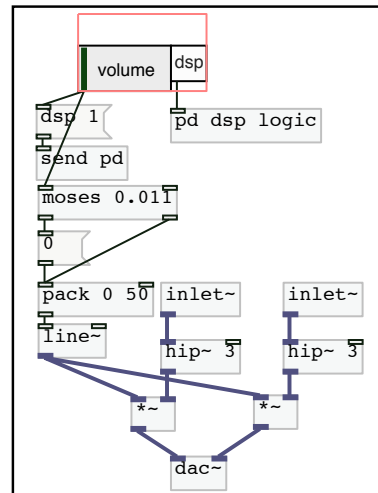 volume
dsp
dsp 1
pd dsp logic
send pd
moses 0.011
0
pack 0 50
inlet~
inlet~
line~
hip~ 3
hip~ 3
*~
*~
dac~